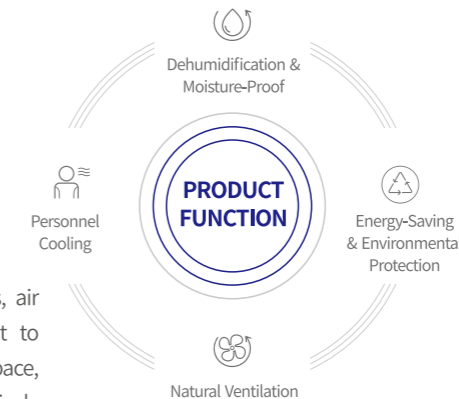 Dehumidification &
Moisture-Proof
PRODUCT
FUNCTION
Personnel
Cooling
Energy-Saving
& Environmenta
Protection
, air
t to
pace,
Natural Ventilation